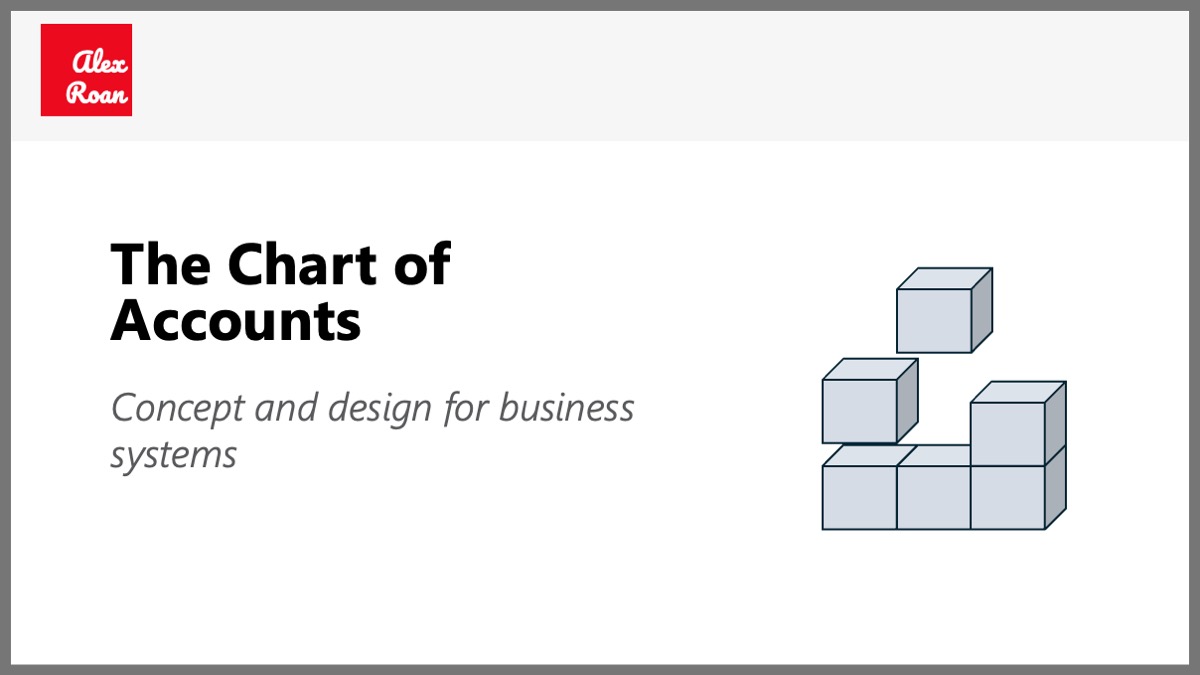 Alex
Roan
The Chart of
Accounts
Concept and design for business
systems